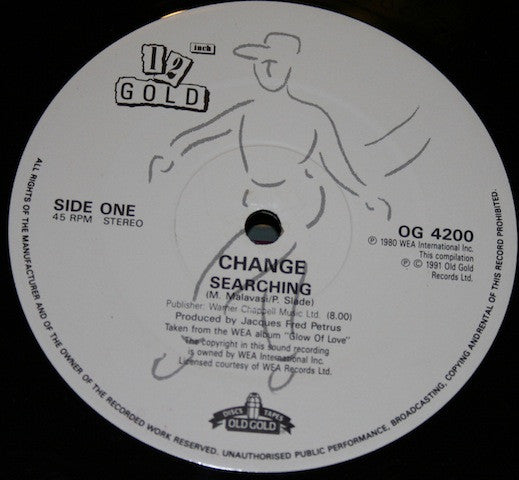 12 inch
GOLD
SIDE ONE
45 RPM STEREO
OG 4200
℗ 1980 WEA International Inc.
This compilation
℗ © 1991 Old Gold
Records Ltd.
CHANGE
SEARCHING
(M. Malavasi/P. Slade)
Publisher: Warner Chappell Music Ltd. (8.00)
Produced by Jacques Fred Petrus
Taken from the WEA album "Glow Of Love"
The copyright in this sound recording
is owned by WEA International Inc.
Licensed courtesy of WEA Records Ltd.
DISCS TAPES
OLD GOLD
ALL RIGHTS OF THE MANUFACTURER AND OF THE OWNER OF THE RECORDED WORK RESERVED. UNAUTHORISED PUBLIC PERFORMANCE, BROADCASTING, COPYING AND RENTAL OF THIS RECORD PROHIBITED.